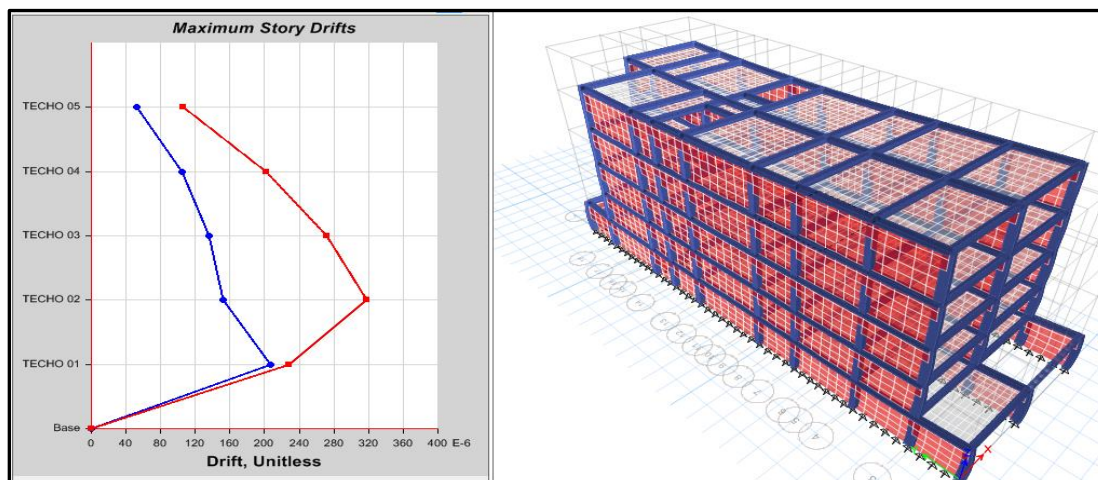 Maximum Story Drifts
TECHO 05
TECHO 04
TECHO 03
TECHO 02
TECHO 01
Base
0 40 80 120 160 200 240 280 320 360 400 E-6
Drift, Unitless
X